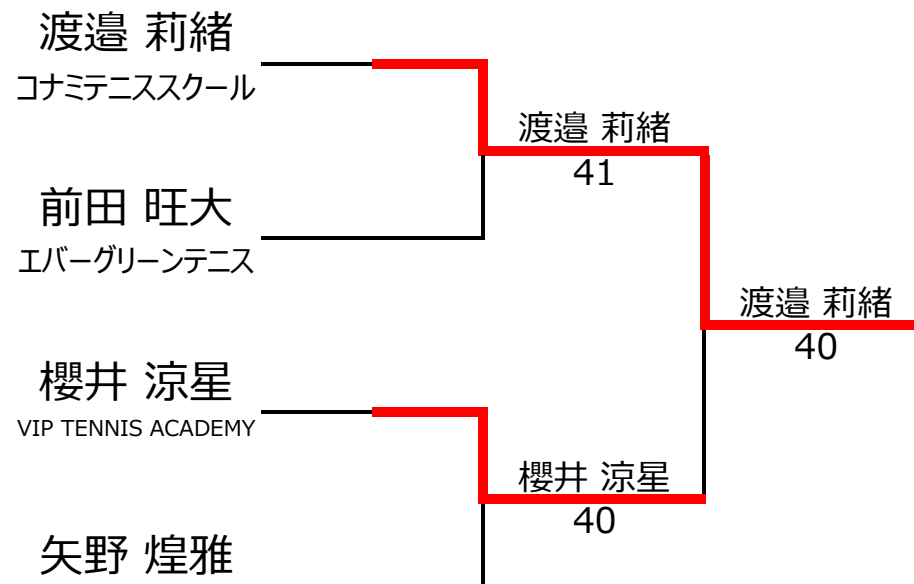 渡邉 莉緒
コナミテニススクール
渡邉 莉緒
41
前田 旺大
エバーグリーンテニス
渡邉 莉緒
40
櫻井 涼星
VIP TENNIS ACADEMY
櫻井 涼星
40
矢野 煌雅